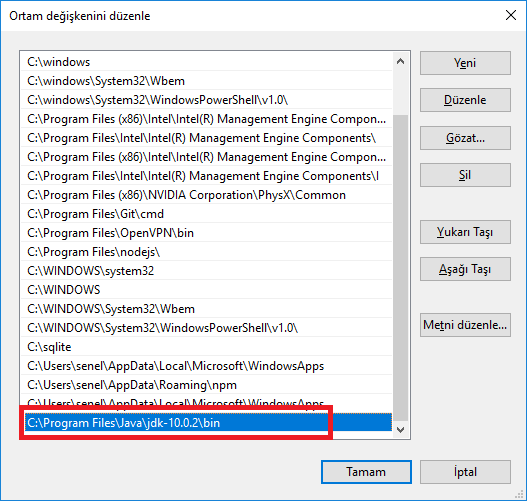 Ortam değişkenini düzenle
C:\windows
C:\windows\System32\Wbem
C:\windows\System32\WindowsPowerShell\v1.0\
C:\Program Files (x86)\Intel\Intel(R) Management Engine Compon...
C:\Program Files\Intel\Intel(R) Management Engine Components\
C:\Program Files (x86)\Intel\Intel(R) Management Engine Compon...
C:\Program Files\Intel\Intel(R) Management Engine Components\I
C:\Program Files (x86)\NVIDIA Corporation\PhysX\Common
C:\Program Files\Git\cmd
C:\Program Files\OpenVPN\bin
C:\Program Files\nodejs\
C:\WINDOWS\system32
C:\WINDOWS
C:\WINDOWS\System32\Wbem
C:\WINDOWS\System32\WindowsPowerShell\v1.0\
C:\sqlite
C:\Users\senel\AppData\Local\Microsoft\WindowsApps
C:\Users\senel\AppData\Roaming\npm
C:\Users\senel\AppData\Local\Microsoft\WindowsApps
C:\Program Files\Java\jdk-10.0.2\bin
Yeni
Düzenle
Gözat...
Sil
Yukarı Taşı
Aşağı Taşı
Metni düzenle...
Tamam
İptal